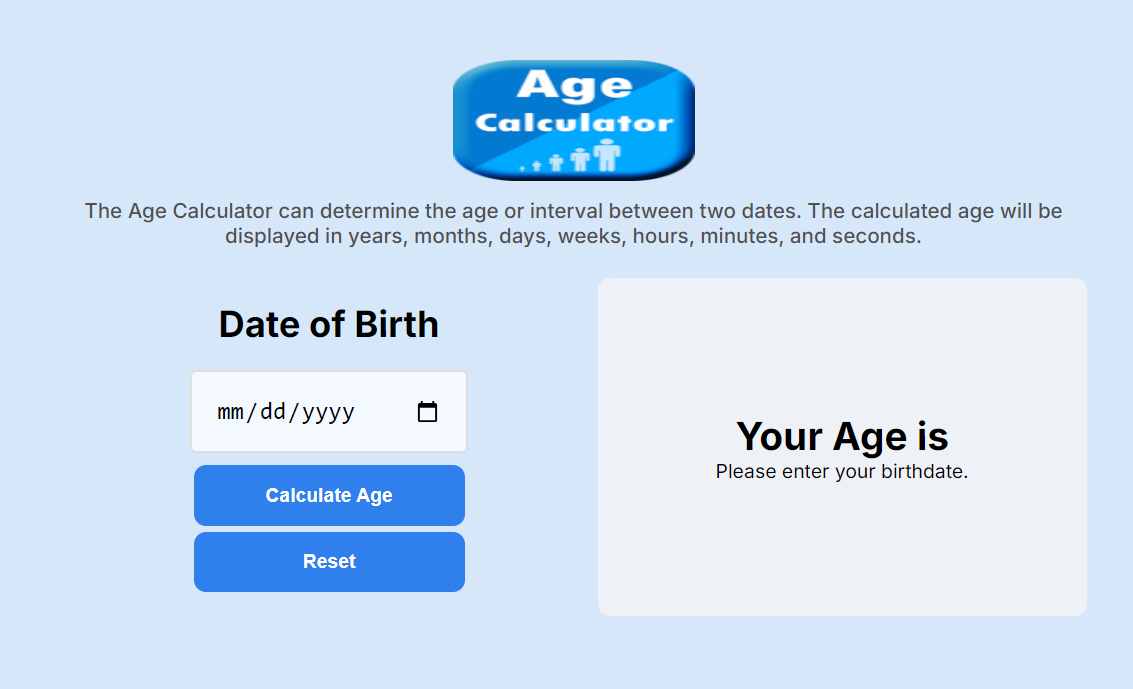 Age
Calculator
The Age Calculator can determine the age or interval between two dates. The calculated age will be
displayed in years, months, days, weeks, hours, minutes, and seconds.
Date of Birth
mm/dd/yyyy
Calculate Age
Reset
Your Age is
Please enter your birthdate.